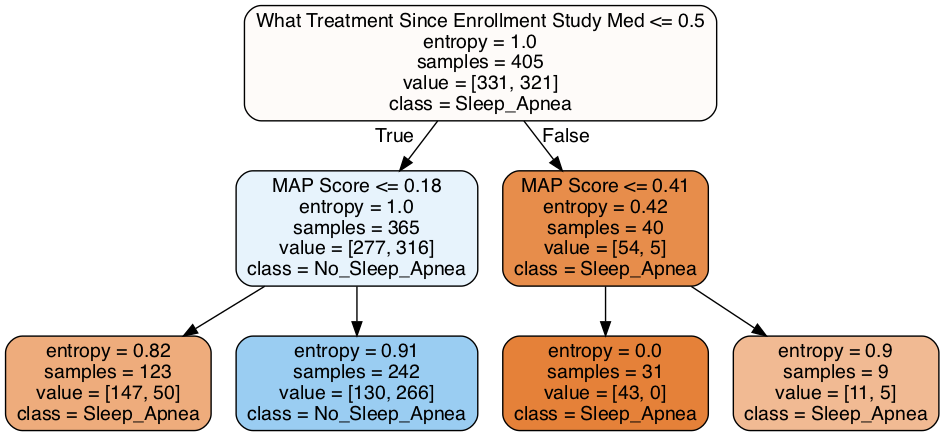 What Treatment Since Enrollment Study Med <= 0.5
entropy = 1.0
samples = 405
value = [331, 321]
class = Sleep_Apnea
True
False
MAP Score <= 0.18
entropy = 1.0
samples = 365
value = [277, 316]
class = No_Sleep_Apnea
MAP Score <= 0.41
entropy = 0.42
samples = 40
value = [54, 5]
class = Sleep_Apnea
entropy = 0.82
samples = 123
value = [147, 50]
class = Sleep_Apnea
entropy = 0.91
samples = 242
value = [130, 266]
class = No_Sleep_Apnea
entropy = 0.0
samples = 31
value = [43, 0]
class = Sleep_Apnea
entropy = 0.9
samples = 9
value = [11, 5]
class = Sleep_Apnea